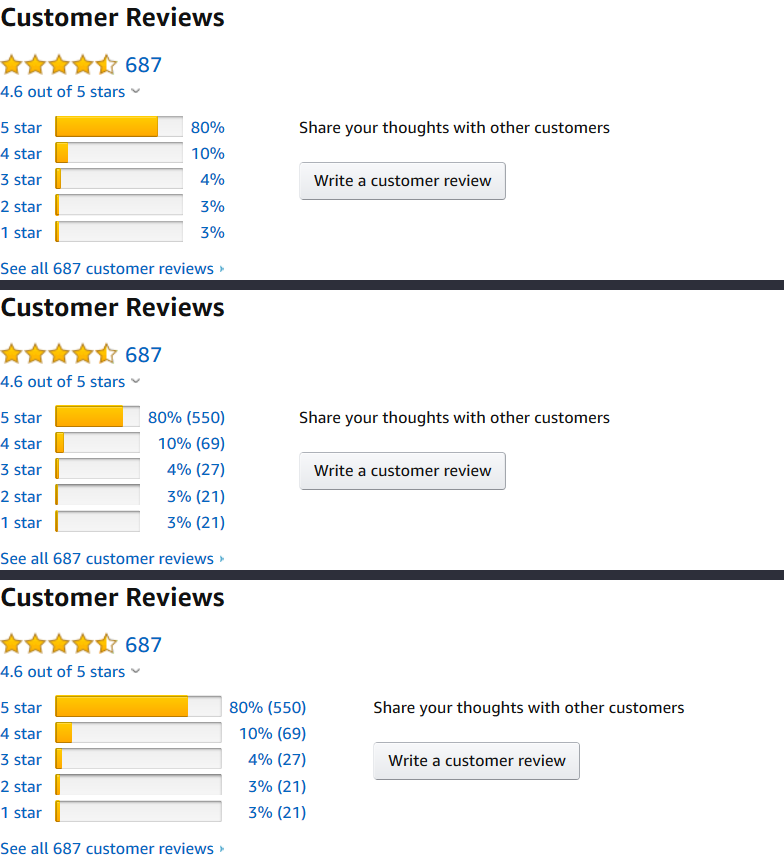 Customer Reviews
687
4.6 out of 5 stars
5 star 80%
4 star 10%
3 star 4%
2 star 3%
1 star 3%
See all 687 customer reviews
Share your thoughts with other customers
Write a customer review
Customer Reviews
687
4.6 out of 5 stars
5 star 80% (550)
4 star 10% (69)
3 star 4% (27)
2 star 3% (21)
1 star 3% (21)
See all 687 customer reviews
Share your thoughts with other customers
Write a customer review
Customer Reviews
687
4.6 out of 5 stars
5 star 80% (550)
4 star 10% (69)
3 star 4% (27)
2 star 3% (21)
1 star 3% (21)
See all 687 customer reviews
Share your thoughts with other customers
Write a customer review